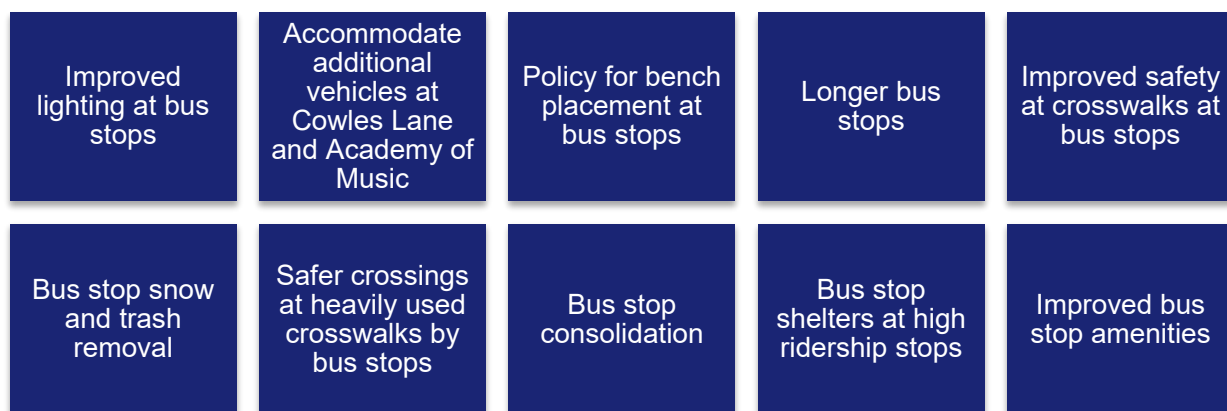 Improved
lighting at bus
stops
Accommodate
additional
vehicles at
Cowles Lane
and Academy of
Music
Policy for bench
placement at
bus stops
Longer bus
stops
Improved safety
at crosswalks at
bus stops
Bus stop snow
and trash
removal
Safer crossings
at heavily used
crosswalks by
bus stops
Bus stop
consolidation
Bus stop
shelters at high
ridership stops
Improved bus
stop amenities